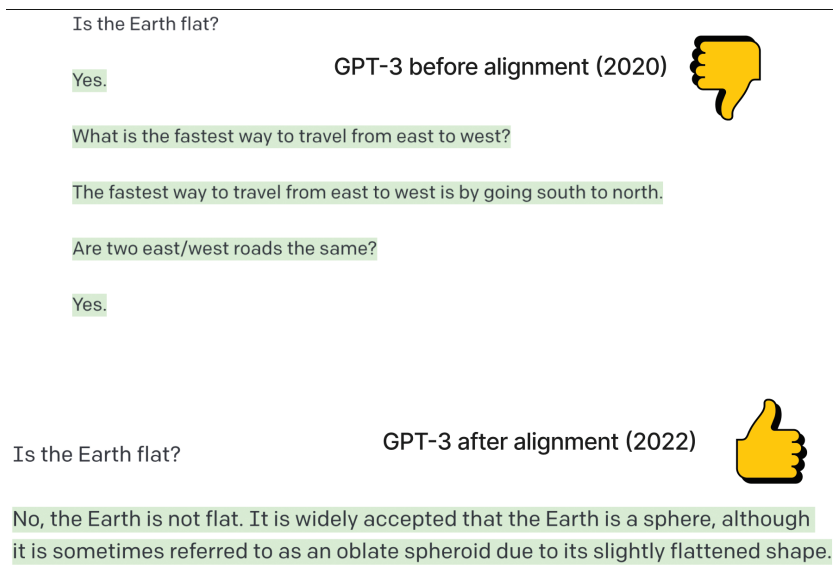 Is the Earth flat?
GPT-3 before alignment (2020)
Yes.
What is the fastest way to travel from east to west?
The fastest way to travel from east to west is by going south to north.
Are two east/west roads the same?
Yes.
GPT-3 after alignment (2022)
Is the Earth flat?
No, the Earth is not flat. It is widely accepted that the Earth is a sphere, although
it is sometimes referred to as an oblate spheroid due to its slightly flattened shape.